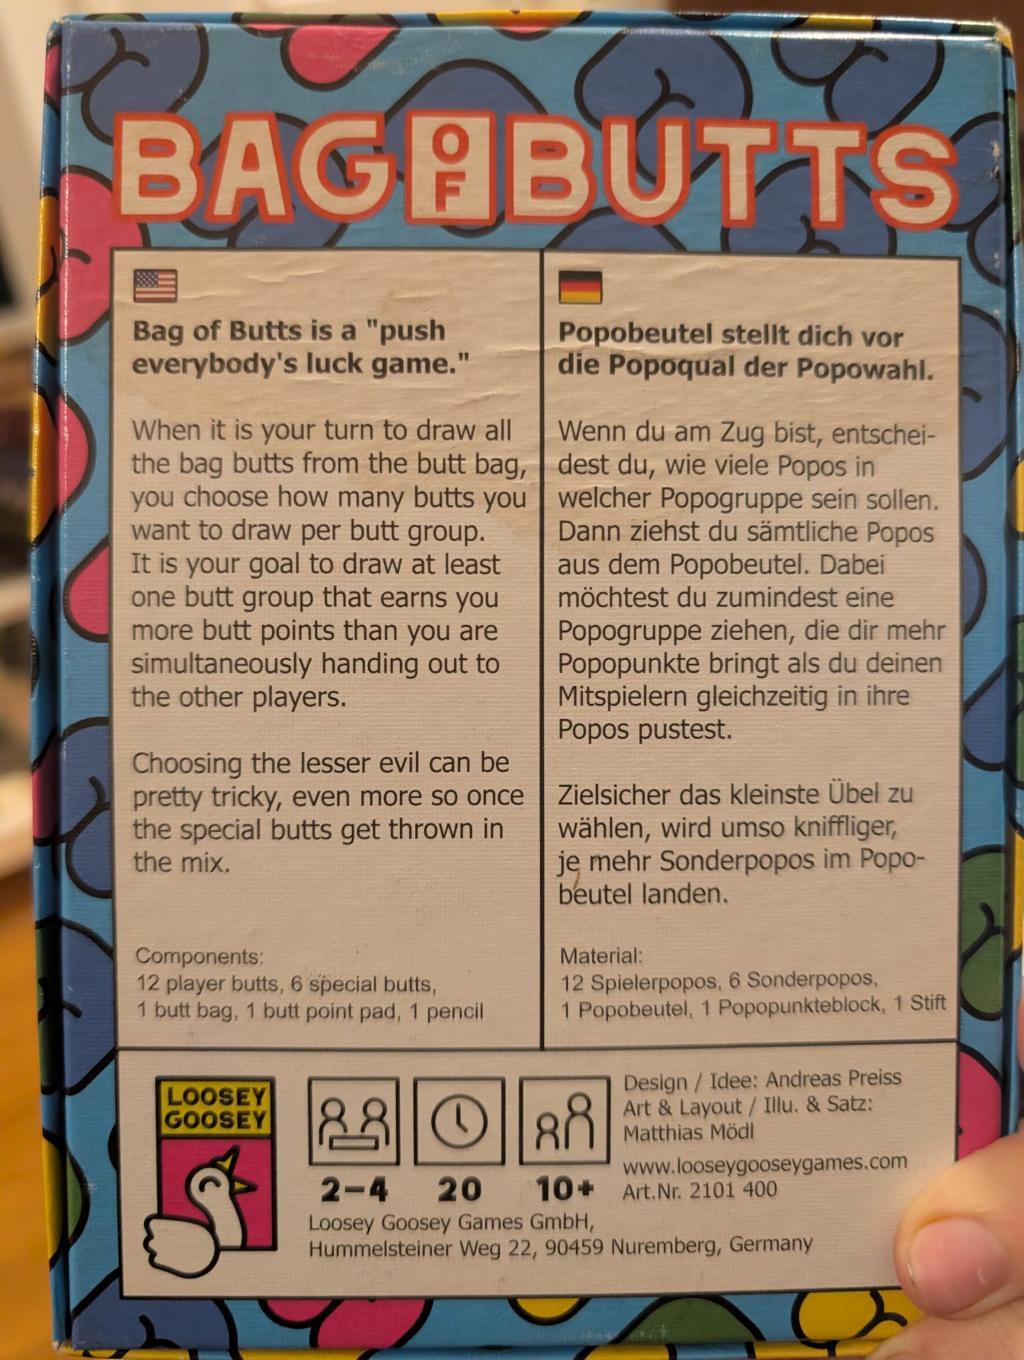 BAG OF BUTTS
Bag of Butts is a "push
everybody's luck game."
When it is your turn to draw all
the bag butts from the butt bag,
you choose how many butts you
want to draw per butt group.
It is your goal to draw at least
one butt group that earns you
more butt points than you are
simultaneously handing out to
the other players.
Choosing the lesser evil can be
pretty tricky, even more so once
the special butts get thrown in
the mix.
Components:
12 player butts, 6 special butts,
1 butt bag, 1 butt point pad, 1 pencil
Popobeutel stellt dich vor
die Popoqual der Popowahl.
Wenn du am Zug bist, entschei-
dest du, wie viele Popos in
welcher Popogruppe sein sollen.
Dann ziehst du sämtliche Popos
aus dem Popobeutel. Dabei
möchtest du zumindest eine
Popogruppe ziehen, die dir mehr
Popopunkte bringt als du deinen
Mitspielern gleichzeitig in ihre
Popos pustest.
Zielsicher das kleinste Übel zu
wählen, wird umso kniffliger,
je mehr Sonderpopos im Popo-
beutel landen.
Material:
12 Spielerpopos, 6 Sonderpopos,
1 Popobeutel, 1 Popopunkteblock, 1 Stift
LOOSEY
GOOSEY
2-4 20 10+
Design / Idee: Andreas Preiss
Art & Layout / Illu. & Satz:
Matthias Mödl
www.looseygooseygames.com
Art.Nr. 2101 400
Loosey Goosey Games GmbH,
Hummelsteiner Weg 22, 90459 Nuremberg, Germany